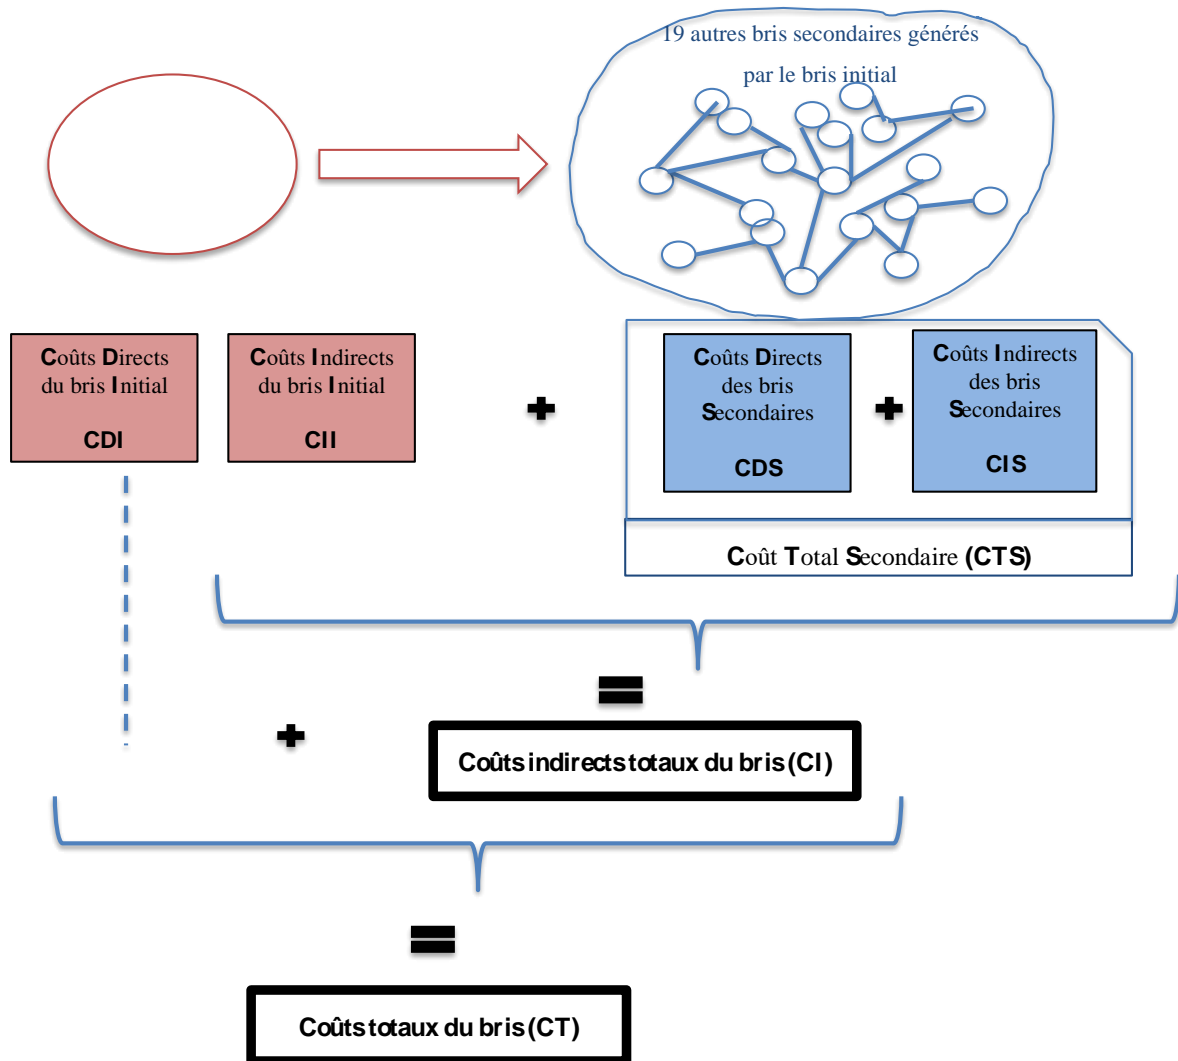 19 autres bris secondaires générés
par le bris initial
Coûts Directs
du bris Initial
CDI
Coûts Indirects
du bris Initial
CII
Coûts Directs
des bris
Secondaires
CDS
Coûts Indirects
des bris
Secondaires
CIS
Coût Total Secondaire (CTS)
Coûts indirects totaux du bris (CI)
Coûts totaux du bris (CT)